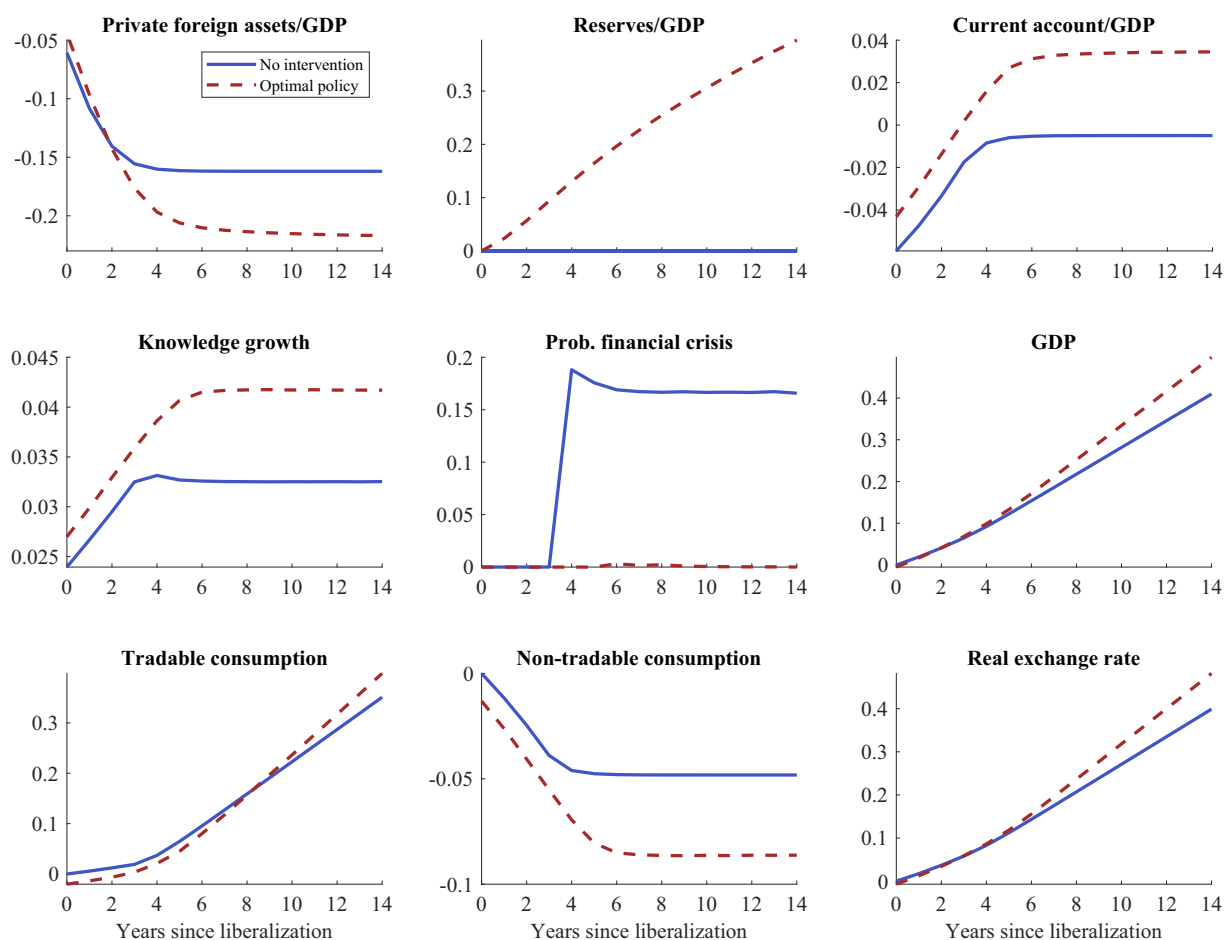 Private foreign assets/GDP
-0.05
-0.1
-0.15
-0.2
0 2 4 6 8 10 12 14
No intervention
Optimal policy
Reserves/GDP
0.3
0.2
0.1
0
0 2 4 6 8 10 12 14
Current account/GDP
0.04
0.02
0
-0.02
-0.04
0 2 4 6 8 10 12 14
Knowledge growth
0.045
0.04
0.035
0.03
0.025
0 2 4 6 8 10 12 14
Prob. financial crisis
0.2
0.15
0.1
0.05
0
0 2 4 6 8 10 12 14
GDP
0.4
0.3
0.2
0.1
0
0 2 4 6 8 10 12 14
Tradable consumption
0.3
0.2
0.1
0
0 2 4 6 8 10 12 14
Years since liberalization
Non-tradable consumption
0
-0.05
-0.1
0 2 4 6 8 10 12 14
Years since liberalization
Real exchange rate
0.4
0.3
0.2
0.1
0
0 2 4 6 8 10 12 14
Years since liberalization